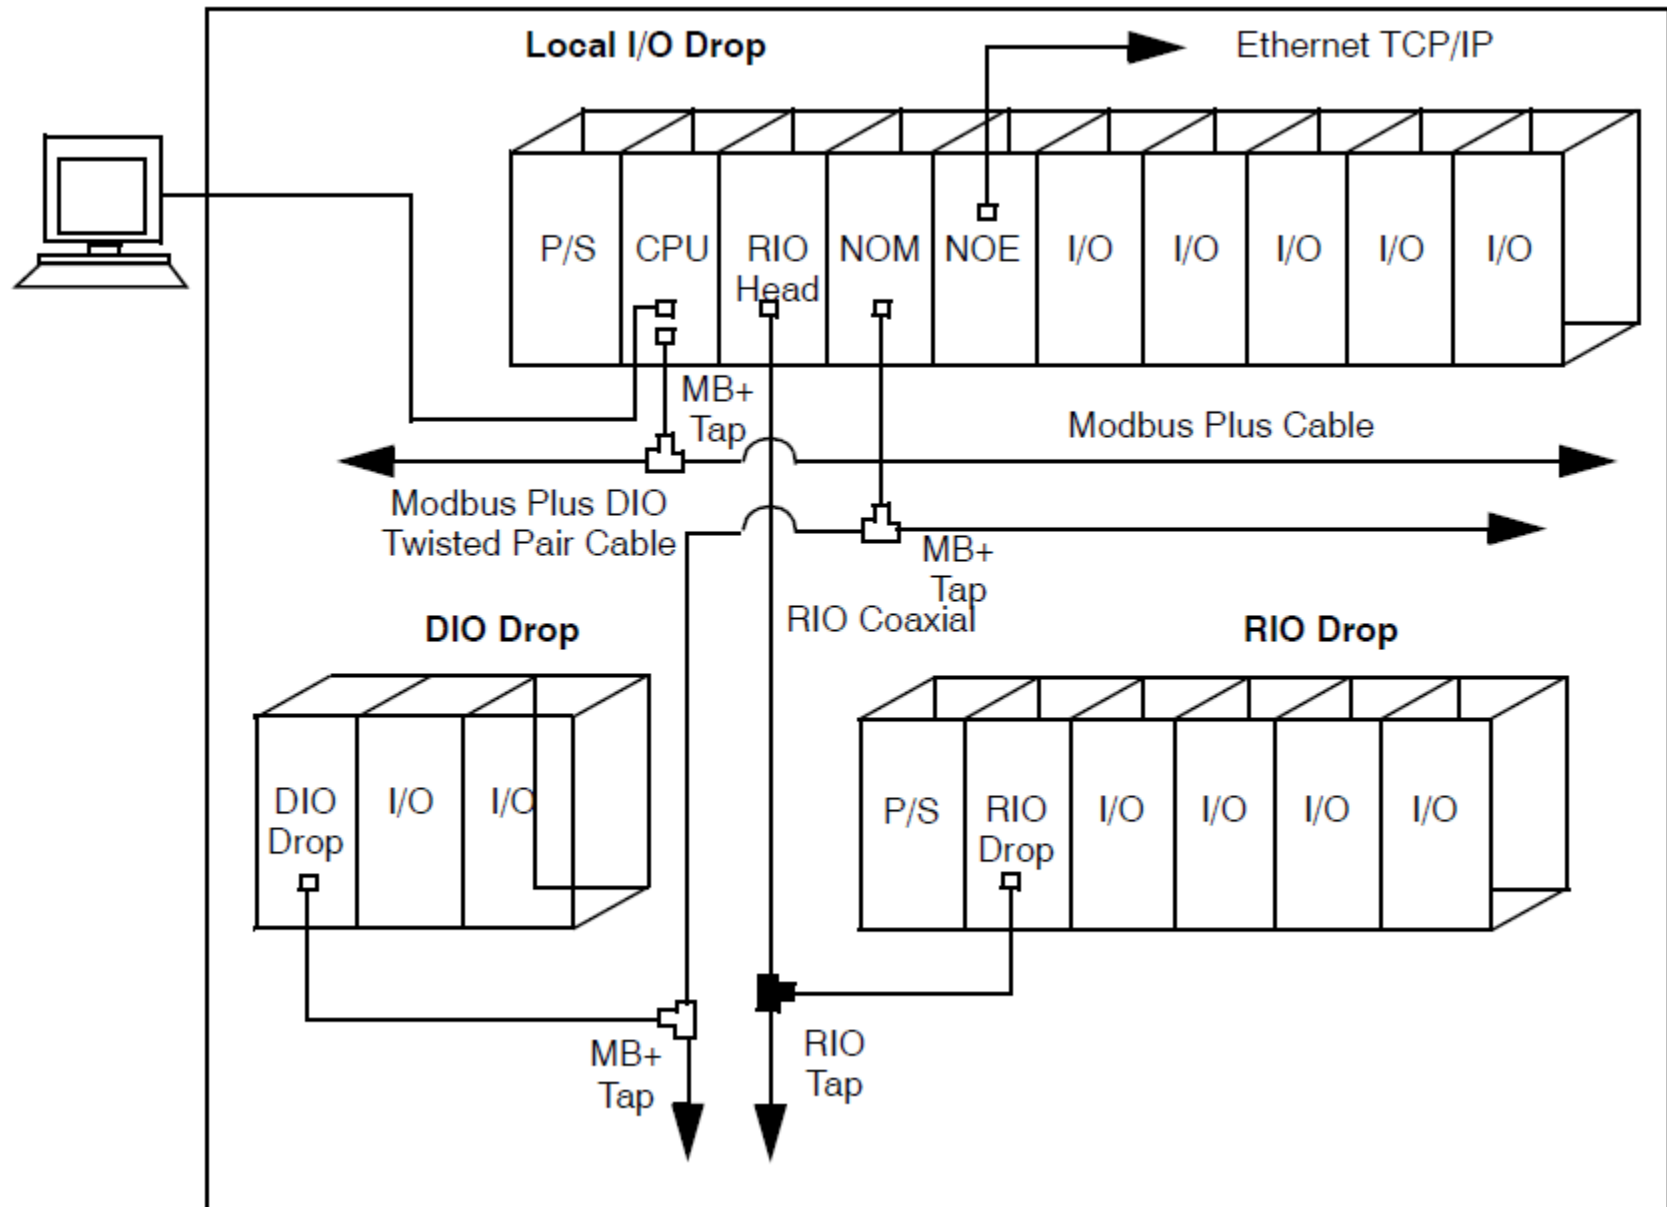 Local I/O Drop
Ethernet TCP/IP
P/S CPU RIO NOM NOE I/O I/O I/O I/O I/O
Head
MB+
Tap
Modbus Plus Cable
Modbus Plus DIO
Twisted Pair Cable
MB+
Tap
RIO Coaxial
DIO Drop
RIO Drop
DIO I/O I/O
Drop
P/S RIO I/O I/O I/O I/O
Drop
MB+
Tap
RIO
Tap